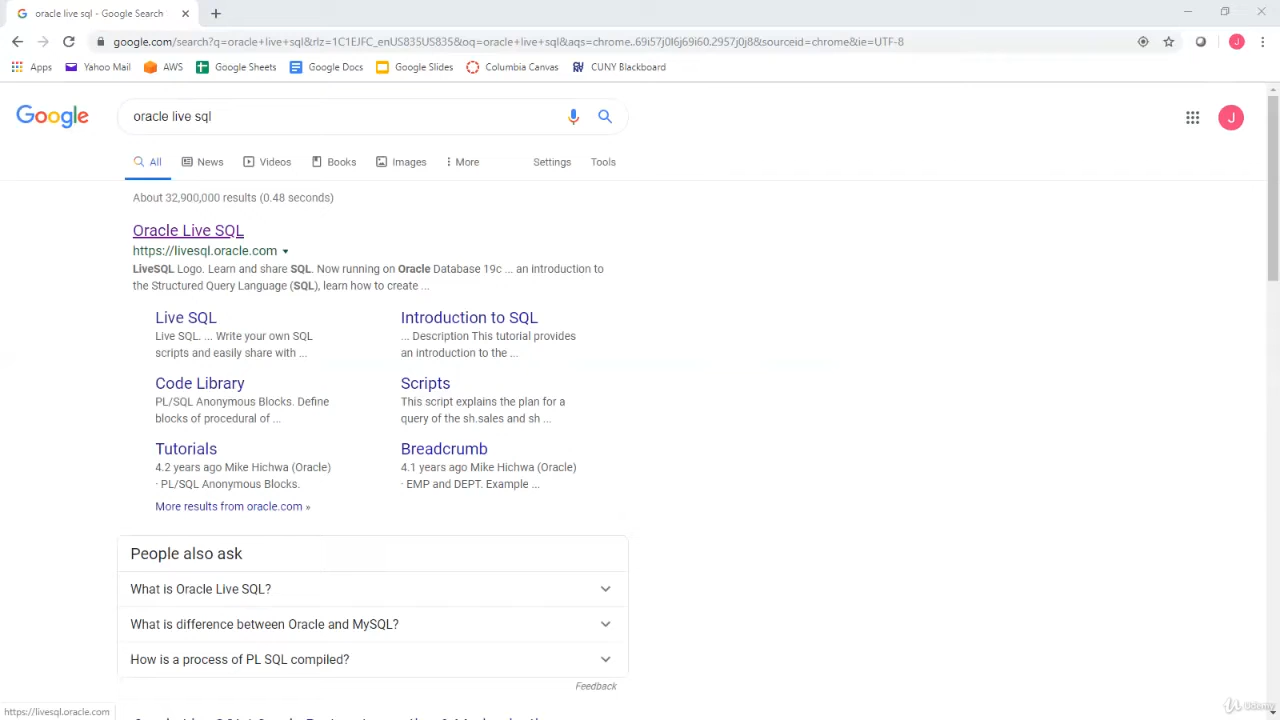 oracle live sql - Google Search
google.com/search?q=oracle+live+sql&rlz=1C1EJFC_enUS835US835&oq=oracle+live+sql&aqs=chrome..69i57j0l6j69i60.2957j0j8&sourceid=chrome&ie=UTF-8
Apps Yahoo Mail AWS Google Sheets Google Docs Google Slides Columbia Canvas CUNY Blackboard
Google oracle live sql J
All News Videos Books Images More Settings Tools
About 32,900,000 results (0.48 seconds)
Oracle Live SQL
https://livesql.oracle.com
LiveSQL Logo. Learn and share SQL. Now running on Oracle Database 19c ... an introduction to
the Structured Query Language (SQL), learn how to create ...
Live SQL Introduction to SQL
Live SQL. ... Write your own SQL ... Description This tutorial provides
scripts and easily share with ... an introduction to the ...
Code Library Scripts
PL/SQL Anonymous Blocks. Define This script explains the plan for a
blocks of procedural of ... query of the sh.sales and sh ...
Tutorials Breadcrumb
4.2 years ago Mike Hichwa (Oracle) 4.1 years ago Mike Hichwa (Oracle)
· PL/SQL Anonymous Blocks. · EMP and DEPT. Example ...
More results from oracle.com »
People also ask
What is Oracle Live SQL?
What is difference between Oracle and MySQL?
How is a process of PL SQL compiled?
Feedback
https://livesql.oracle.com
Udemy